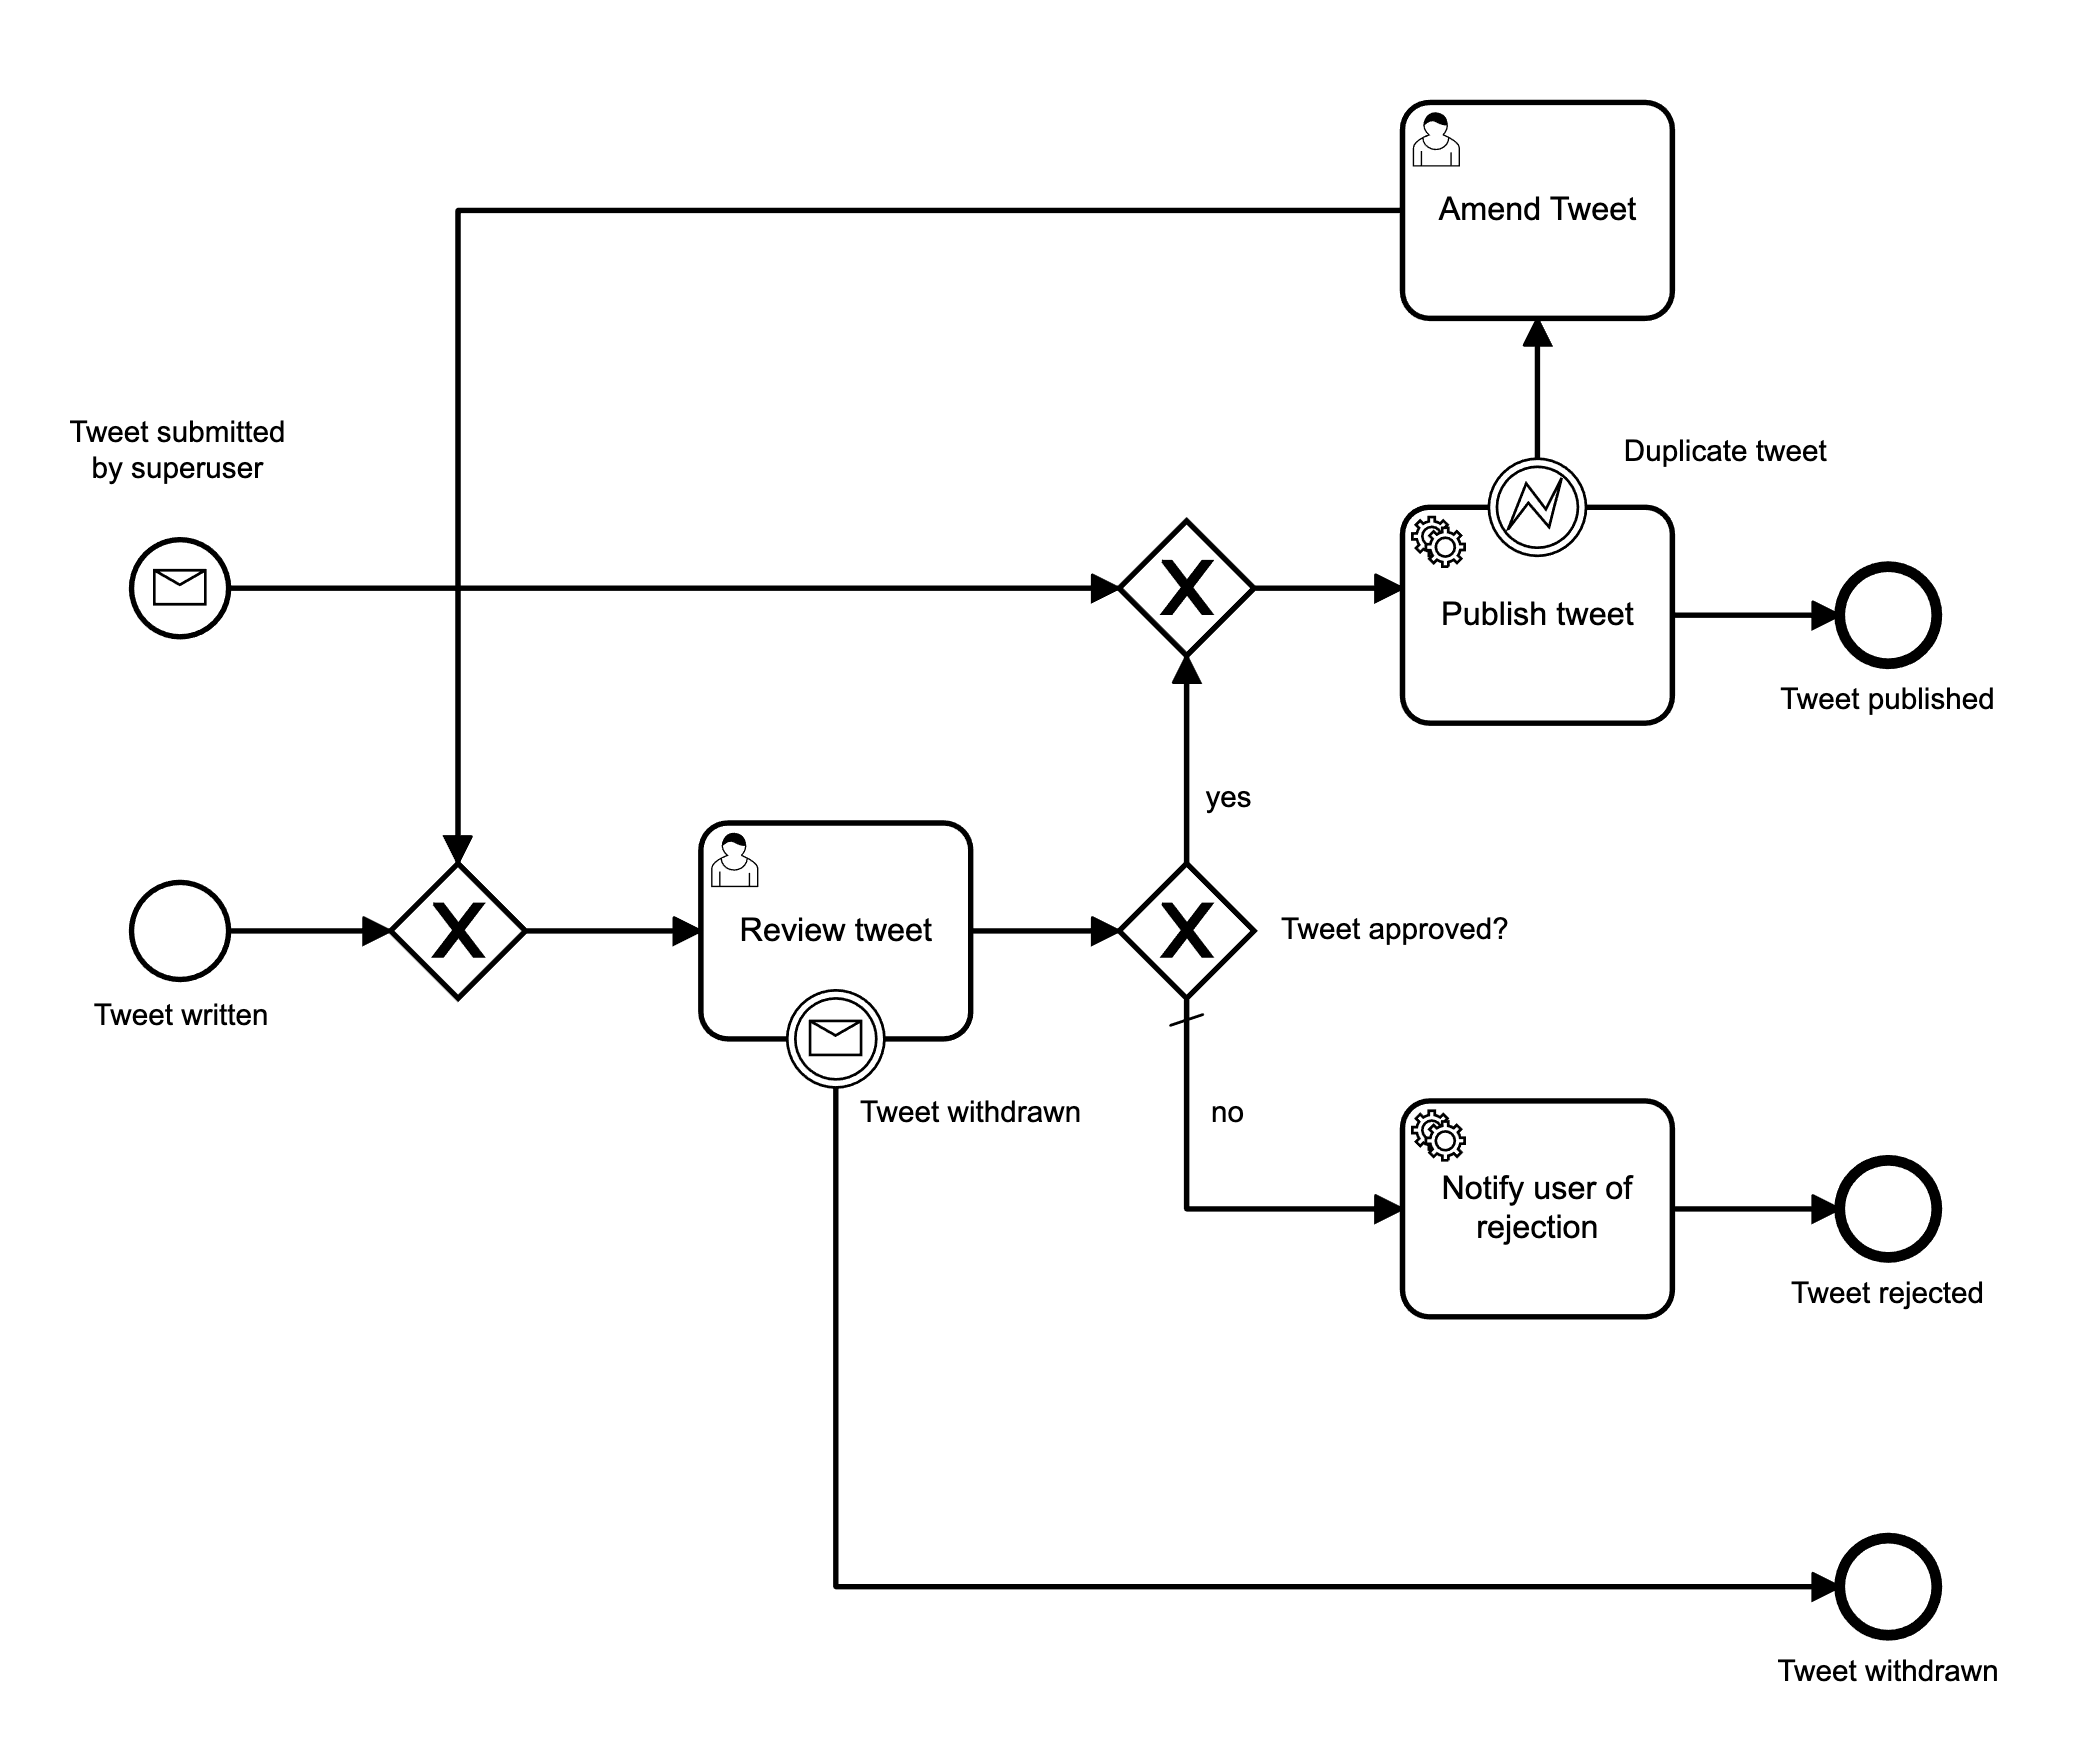 Amend Tweet
Tweet submitted
by superuser
Duplicate tweet
X
Publish tweet
Tweet published
yes
X
Review tweet
X
Tweet approved?
Tweet written
Tweet withdrawn
no
Notify user of
rejection
Tweet rejected
Tweet withdrawn